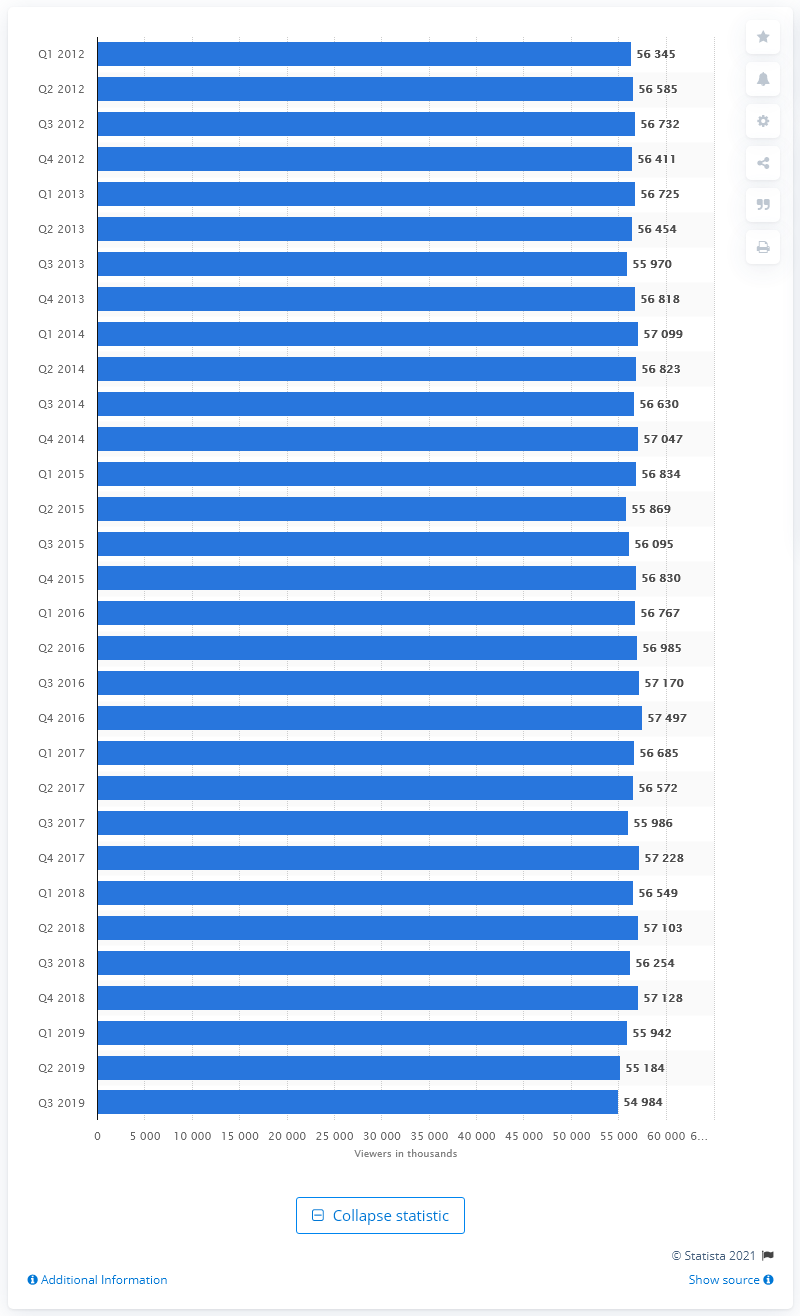 Q1 2012 56 345
Q2 2012 56 585
Q3 2012 56 732
Q4 2012 56 411
Q1 2013 56 725
Q2 2013 56 454
Q3 2013 55 970
Q4 2013 56 818
Q1 2014 57 099
Q2 2014 56 823
Q3 2014 56 630
Q4 2014 57 047
Q1 2015 56 834
Q2 2015 55 869
Q3 2015 56 095
Q4 2015 56 830
Q1 2016 56 767
Q2 2016 56 985
Q3 2016 57 170
Q4 2016 57 497
Q1 2017 56 685
Q2 2017 56 572
Q3 2017 55 986
Q4 2017 57 228
Q1 2018 56 549
Q2 2018 57 103
Q3 2018 56 254
Q4 2018 57 128
Q1 2019 55 942
Q2 2019 55 184
Q3 2019 54 984
0 5 000 10 000 15 000 20 000 25 000 30 000 35 000 40 000 45 000 50 000 55 000 60 000 6...
Viewers in thousands
Collapse statistic
© Statista 2021
Additional Information Show source